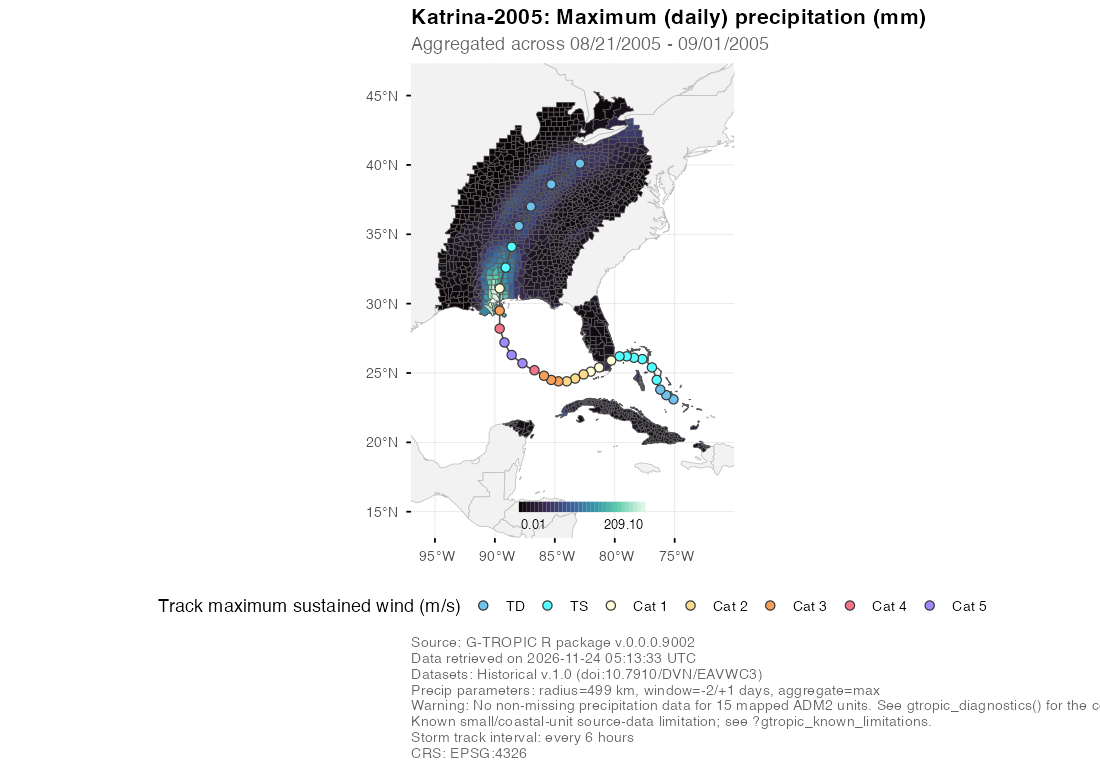 Katrina-2005: Maximum (daily) precipitation (mm)
Aggregated across 08/21/2005 - 09/01/2005
45°N
40°N
35°N
30°N
25°N
20°N
15°N
0.01 209.10
95°W 90°W 85°W 80°W 75°W
Track maximum sustained wind (m/s) TD TS Cat 1 Cat 2 Cat 3 Cat 4 Cat 5
Source: G-TROPIC R package v.0.0.0.9002
Data retrieved on 2026-11-24 05:13:33 UTC
Datasets: Historical v.1.0 (doi:10.7910/DVN/EAVWC3)
Precip parameters: radius=499 km, window=-2/+1 days, aggregate=max
Warning: No non-missing precipitation data for 15 mapped ADM2 units. See gtropic_diagnostics() for the
Known small/coastal-unit source-data limitation; see ?gtropic_known_limitations.
Storm track interval: every 6 hours
CRS: EPSG:4326